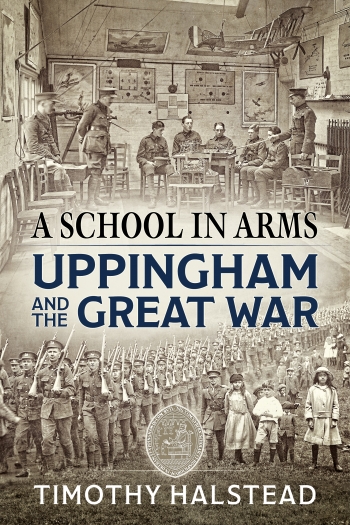 A SCHOOL IN ARMS
UPPINGHAM
AND THE GREAT WAR
TIMOTHY HALSTEAD